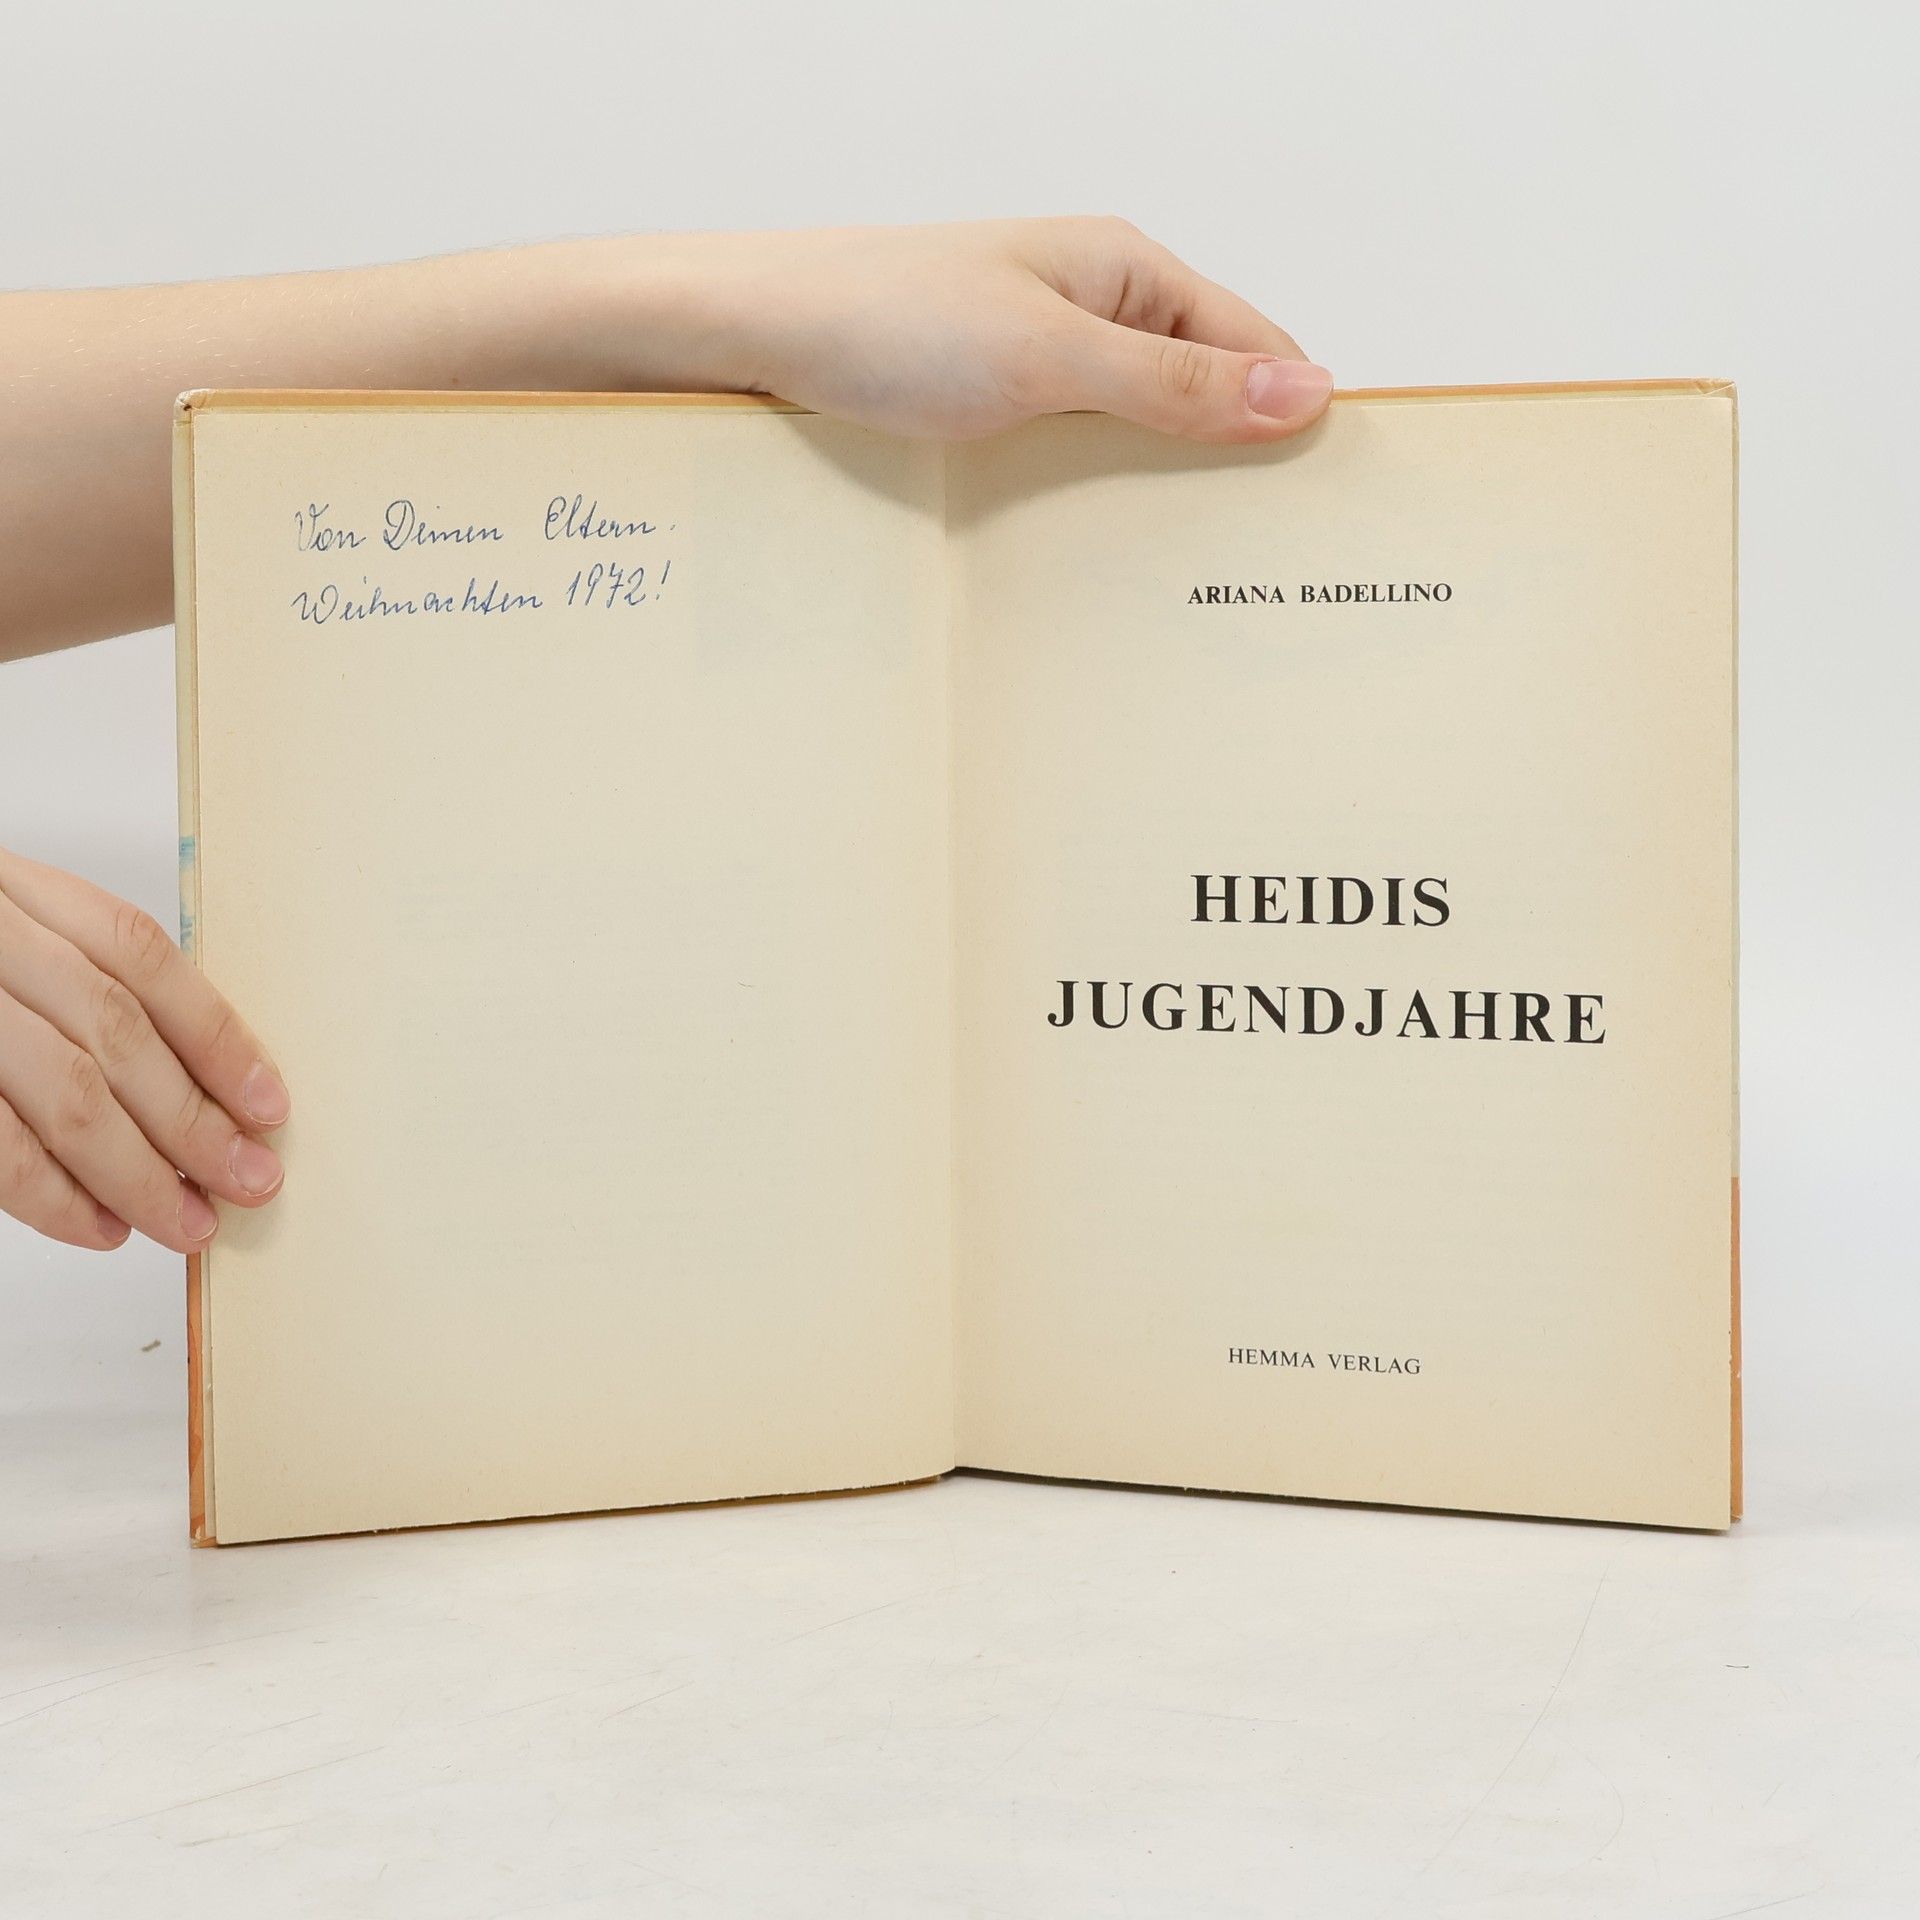 Von Deinen Eltern.
Weihnachten 1972!
ARIANA BADELLINO
HEIDIS
JUGENDJAHRE
HEMMA VERLAG